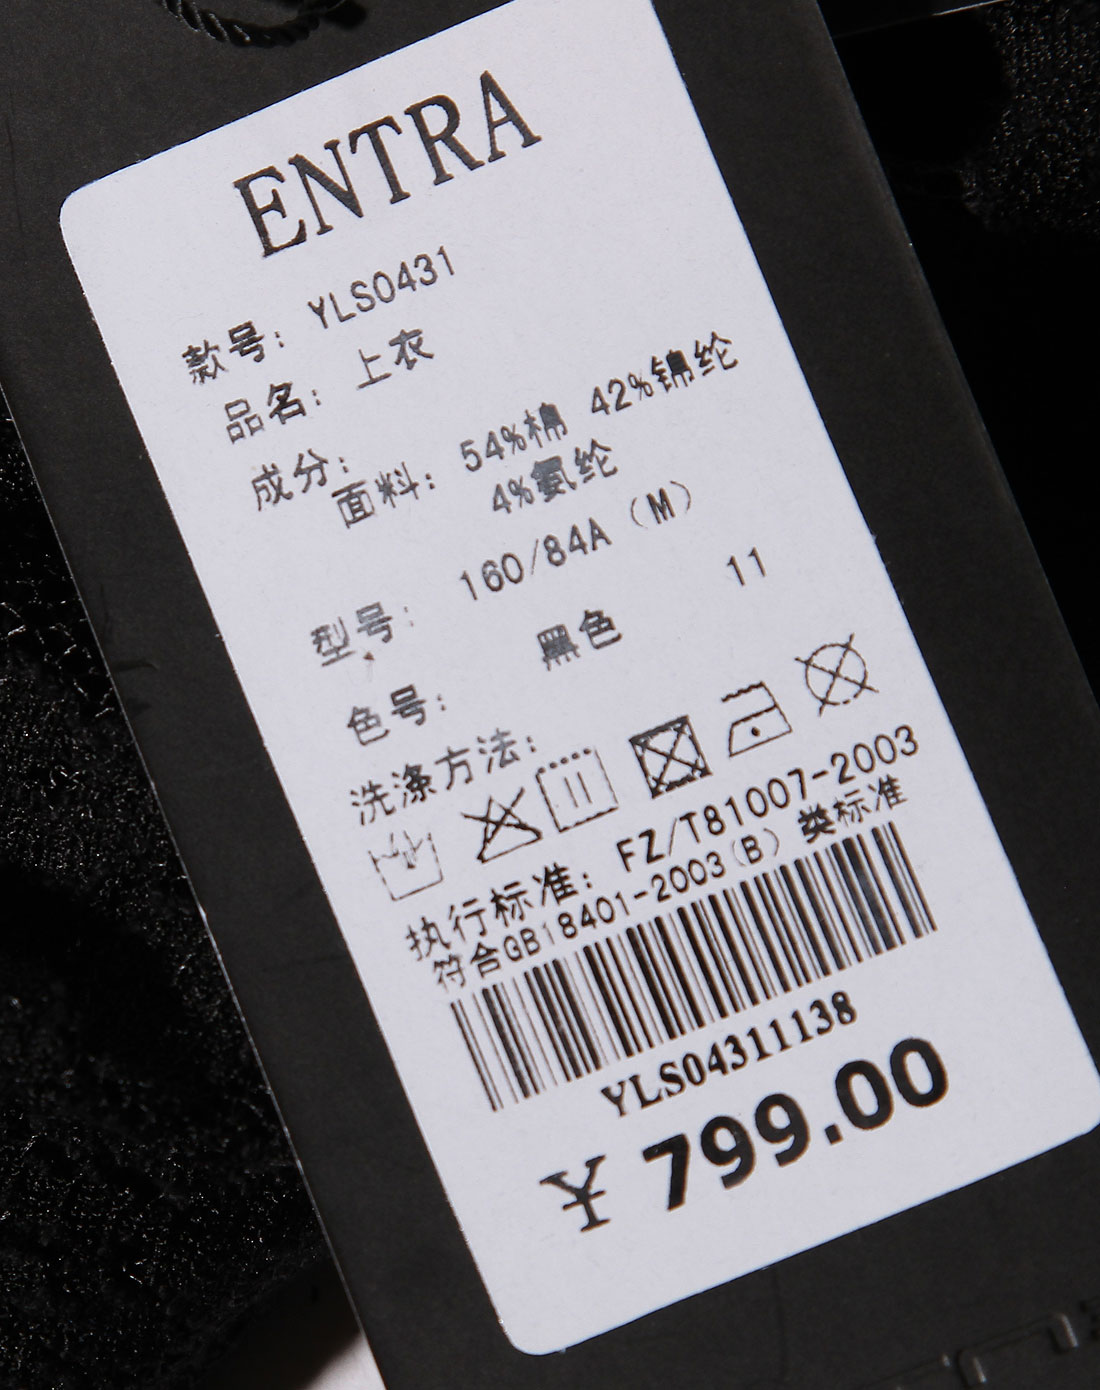 ENTRA
款号: YLS0431
品名: 上衣
成分:
面料: 54%棉 42%锦纶
4%氨纶
型号: 160/84A (M)
色号: 黑色 11
洗涤方法:
执行标准: FZ/T81007-2003
符合GB18401-2003(B) 类标准
YLS04311138
¥ 799.00